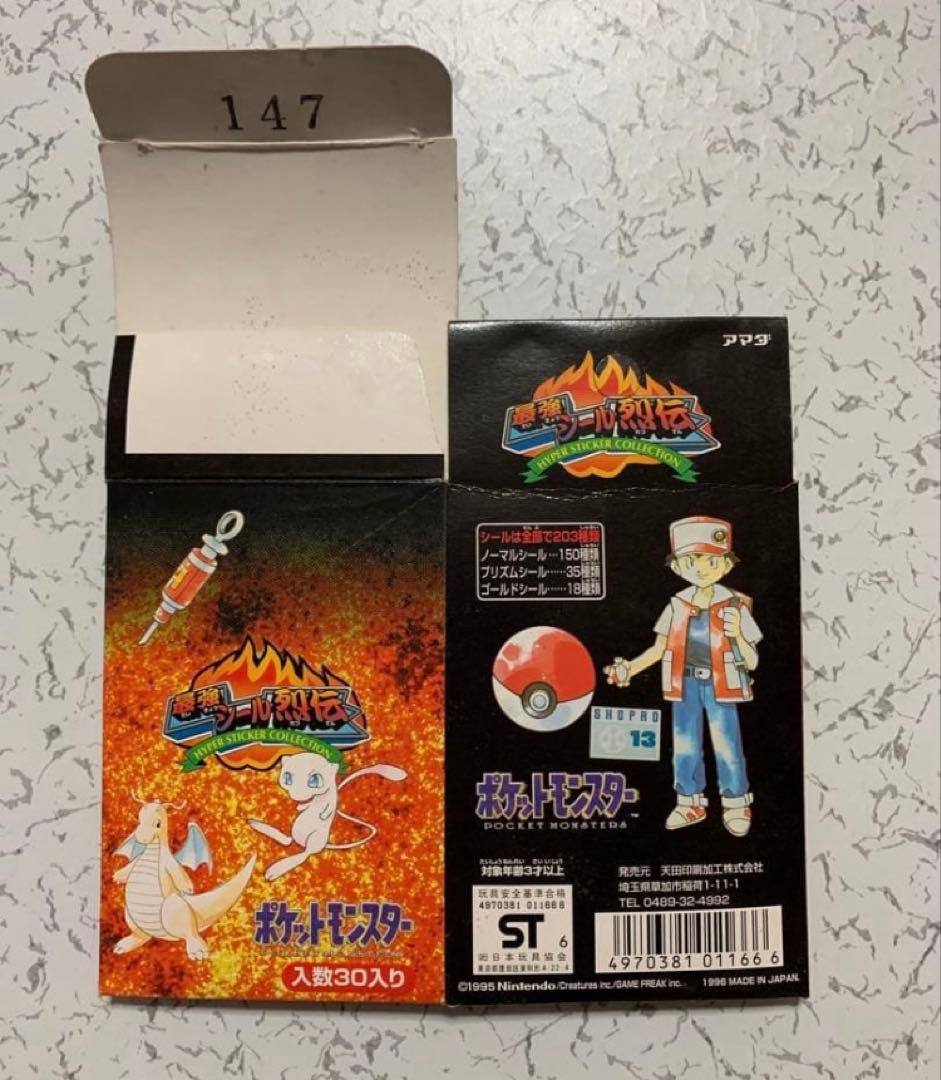 147
アマダ
最強シール烈伝
HYPER STICKER COLLECTION
シールは全部で203種類
ノーマルシール…150種類
プリズムシール……35種類
ゴールドシール……18種類
SHOPRO
13
ポケットモンスター
POCKET MONSTERS
対象年齢3才以上
玩具安全基準合格
4970381 011668
ST 6
日本玩具協会
発売元 天田印刷加工株式会社
埼玉県草加市稲荷1-11-1
TEL 0489-32-4992
4970381 011666
©1995 Nintendo/Creatures inc./GAME FREAK inc.
1996 MADE IN JAPAN
最強シール烈伝
HYPER STICKER COLLECTION
ポケットモンスター
入数30入り